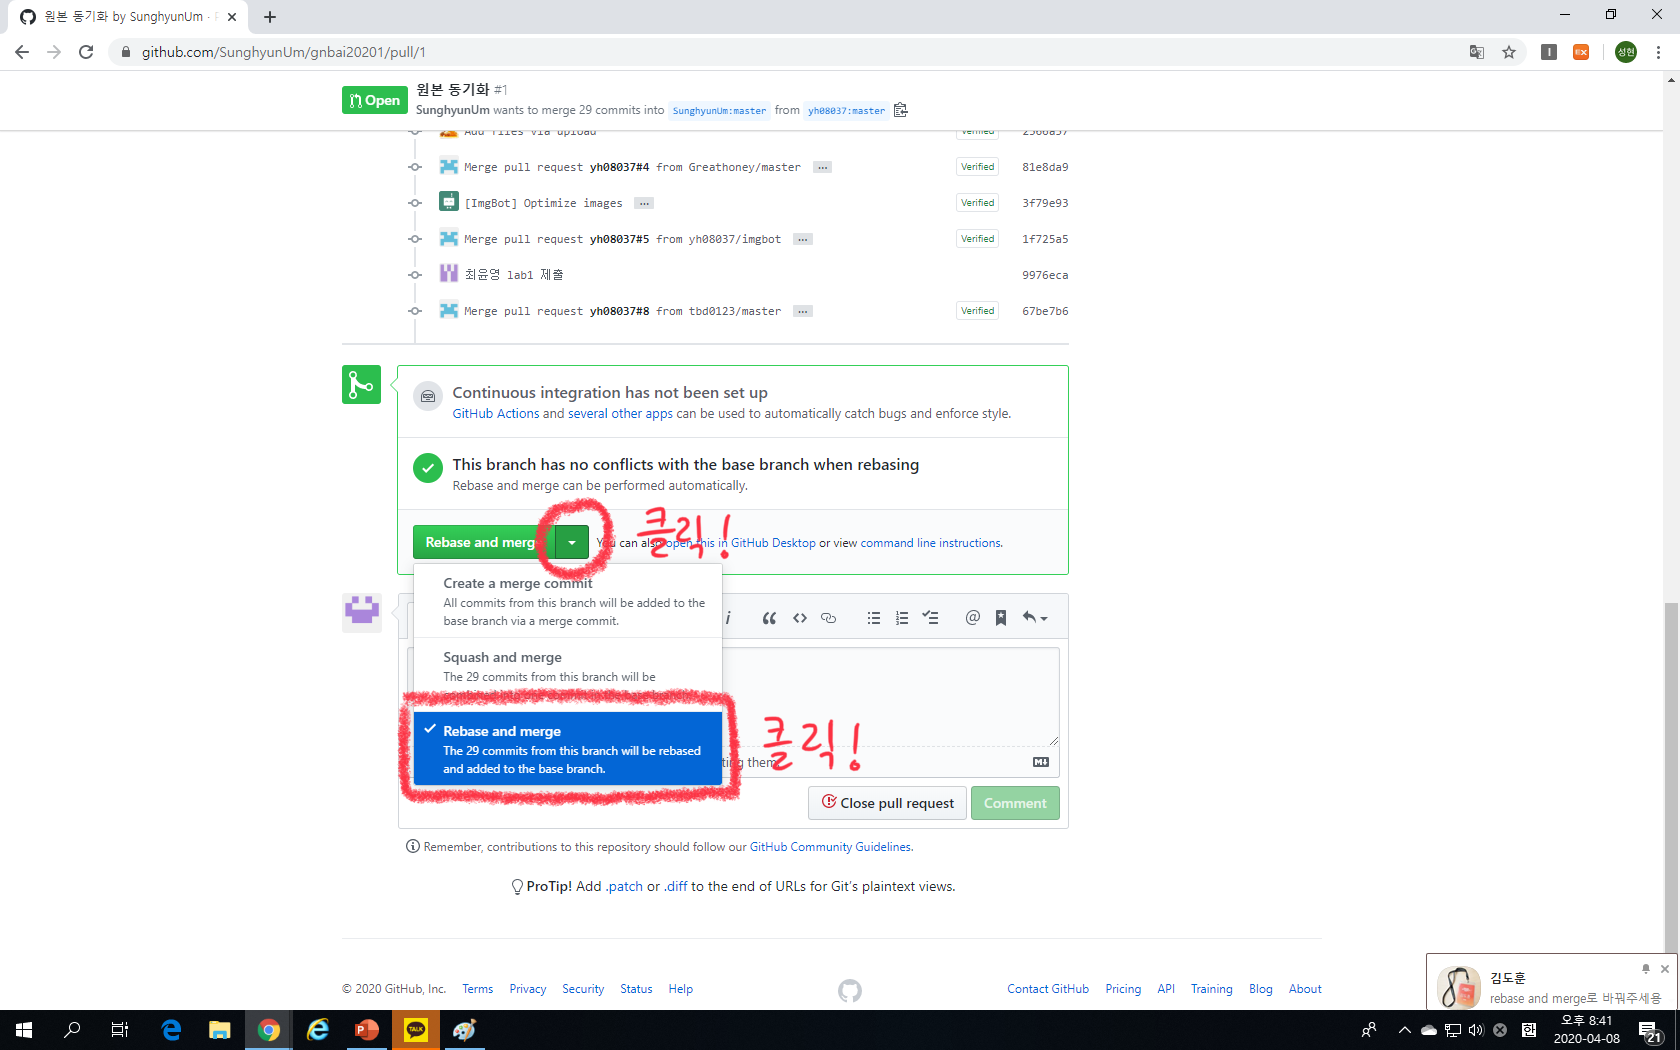 원본 동기화 by SunghyunUm ·
github.com/SunghyunUm/gnbai20201/pull/1
성현
Open
원본 동기화 #1
SunghyunUm wants to merge 29 commits into SunghyunUm:master from yh08037:master
Add files via upload Verified
Merge pull request yh08037#4 from Greathoney/master ... Verified 81e8da9
[ImgBot] Optimize images ... Verified 3f79e93
Merge pull request yh08037#5 from yh08037/imgbot ... Verified 1f725a5
최윤영 lab1 제출 9976eca
Merge pull request yh08037#8 from tbd0123/master ... Verified 67be7b6
Continuous integration has not been set up
GitHub Actions and several other apps can be used to automatically catch bugs and enforce style.
This branch has no conflicts with the base branch when rebasing
Rebase and merge can be performed automatically.
Rebase and merge
클릭!
You can also open this in GitHub Desktop or view command line instructions.
Create a merge commit
All commits from this branch will be added to the
base branch via a merge commit.
Squash and merge
The 29 commits from this branch will be
combined into one commit in the base branch.
Rebase and merge
The 29 commits from this branch will be rebased
and added to the base branch.
클릭!
ting them
Close pull request
Comment
Remember, contributions to this repository should follow our GitHub Community Guidelines.
ProTip! Add .patch or .diff to the end of URLs for Git's plaintext views.
© 2020 GitHub, Inc. Terms Privacy Security Status Help
Contact GitHub Pricing API Training Blog About
김도훈
rebase and merge로 바꿔주세용
TALK
한
오후 8:41
2020-04-08
21